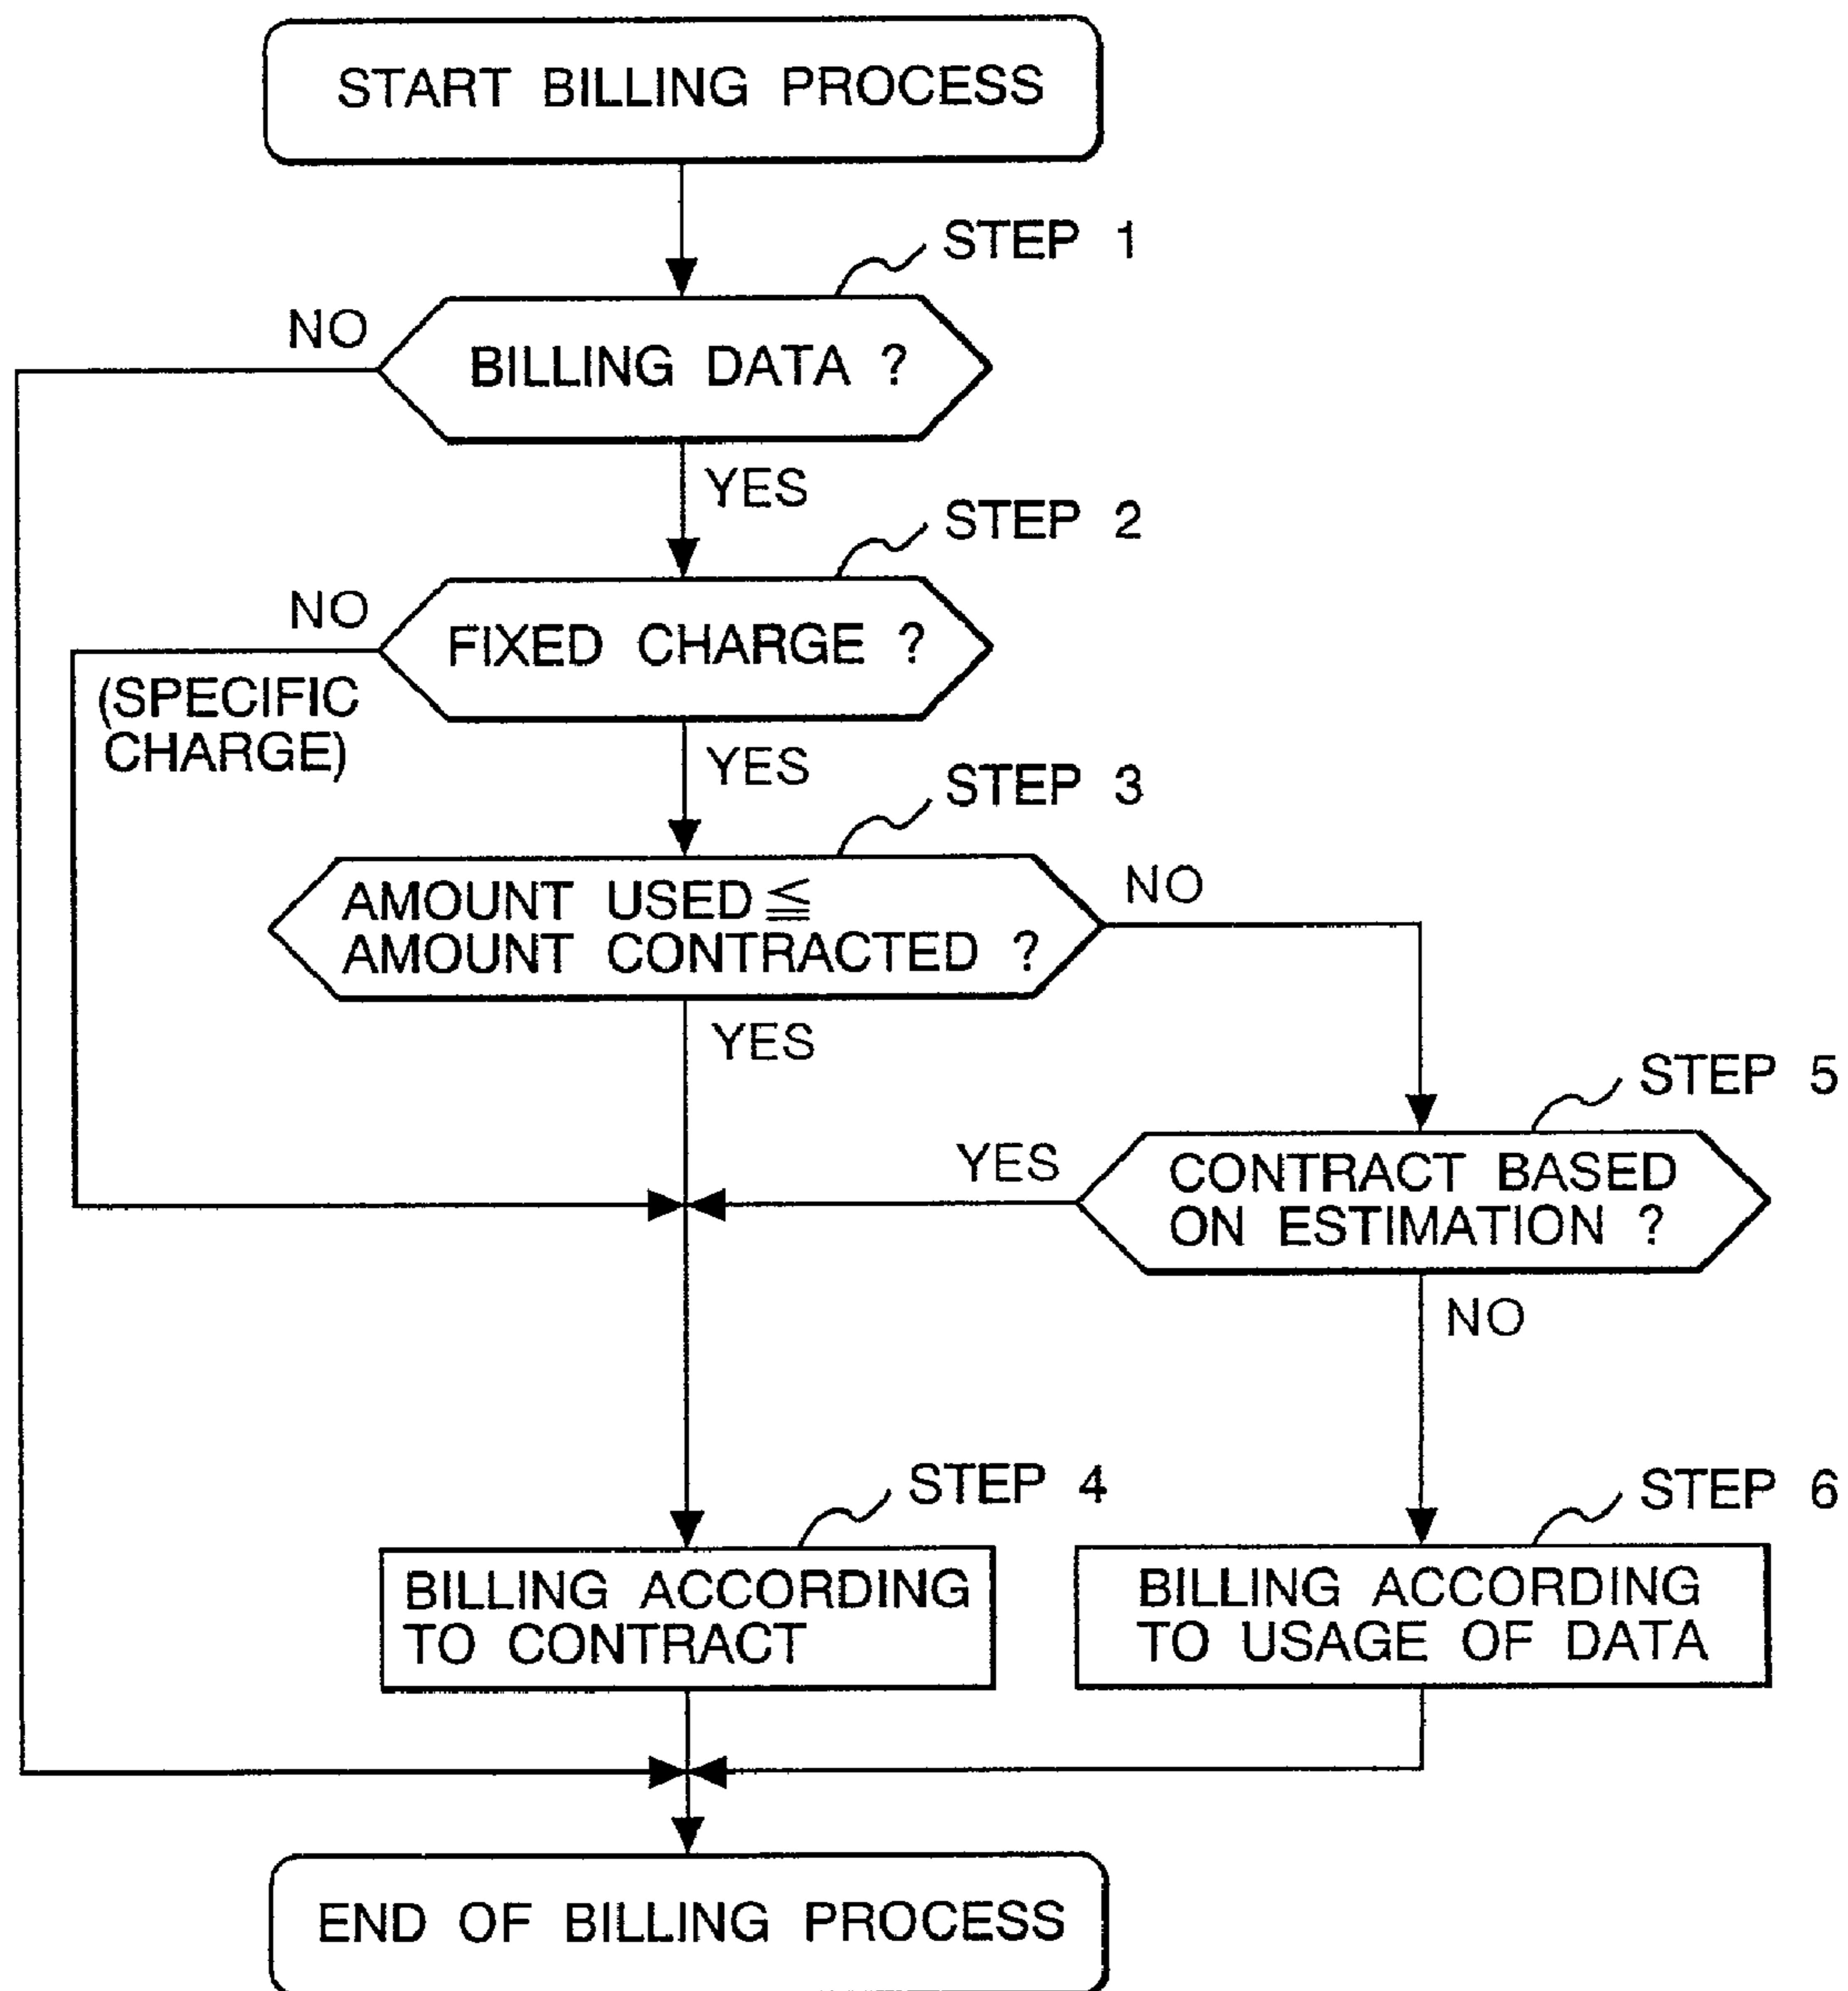 START BILLING PROCESS
STEP 1
NO
BILLING DATA ?
YES
STEP 2
NO
FIXED CHARGE ?
(SPECIFIC
CHARGE)
YES
STEP 3
AMOUNT USED ≦
AMOUNT CONTRACTED ?
NO
YES
STEP 5
YES
CONTRACT BASED
ON ESTIMATION ?
NO
STEP 4
STEP 6
BILLING ACCORDING
TO CONTRACT
BILLING ACCORDING
TO USAGE OF DATA
END OF BILLING PROCESS